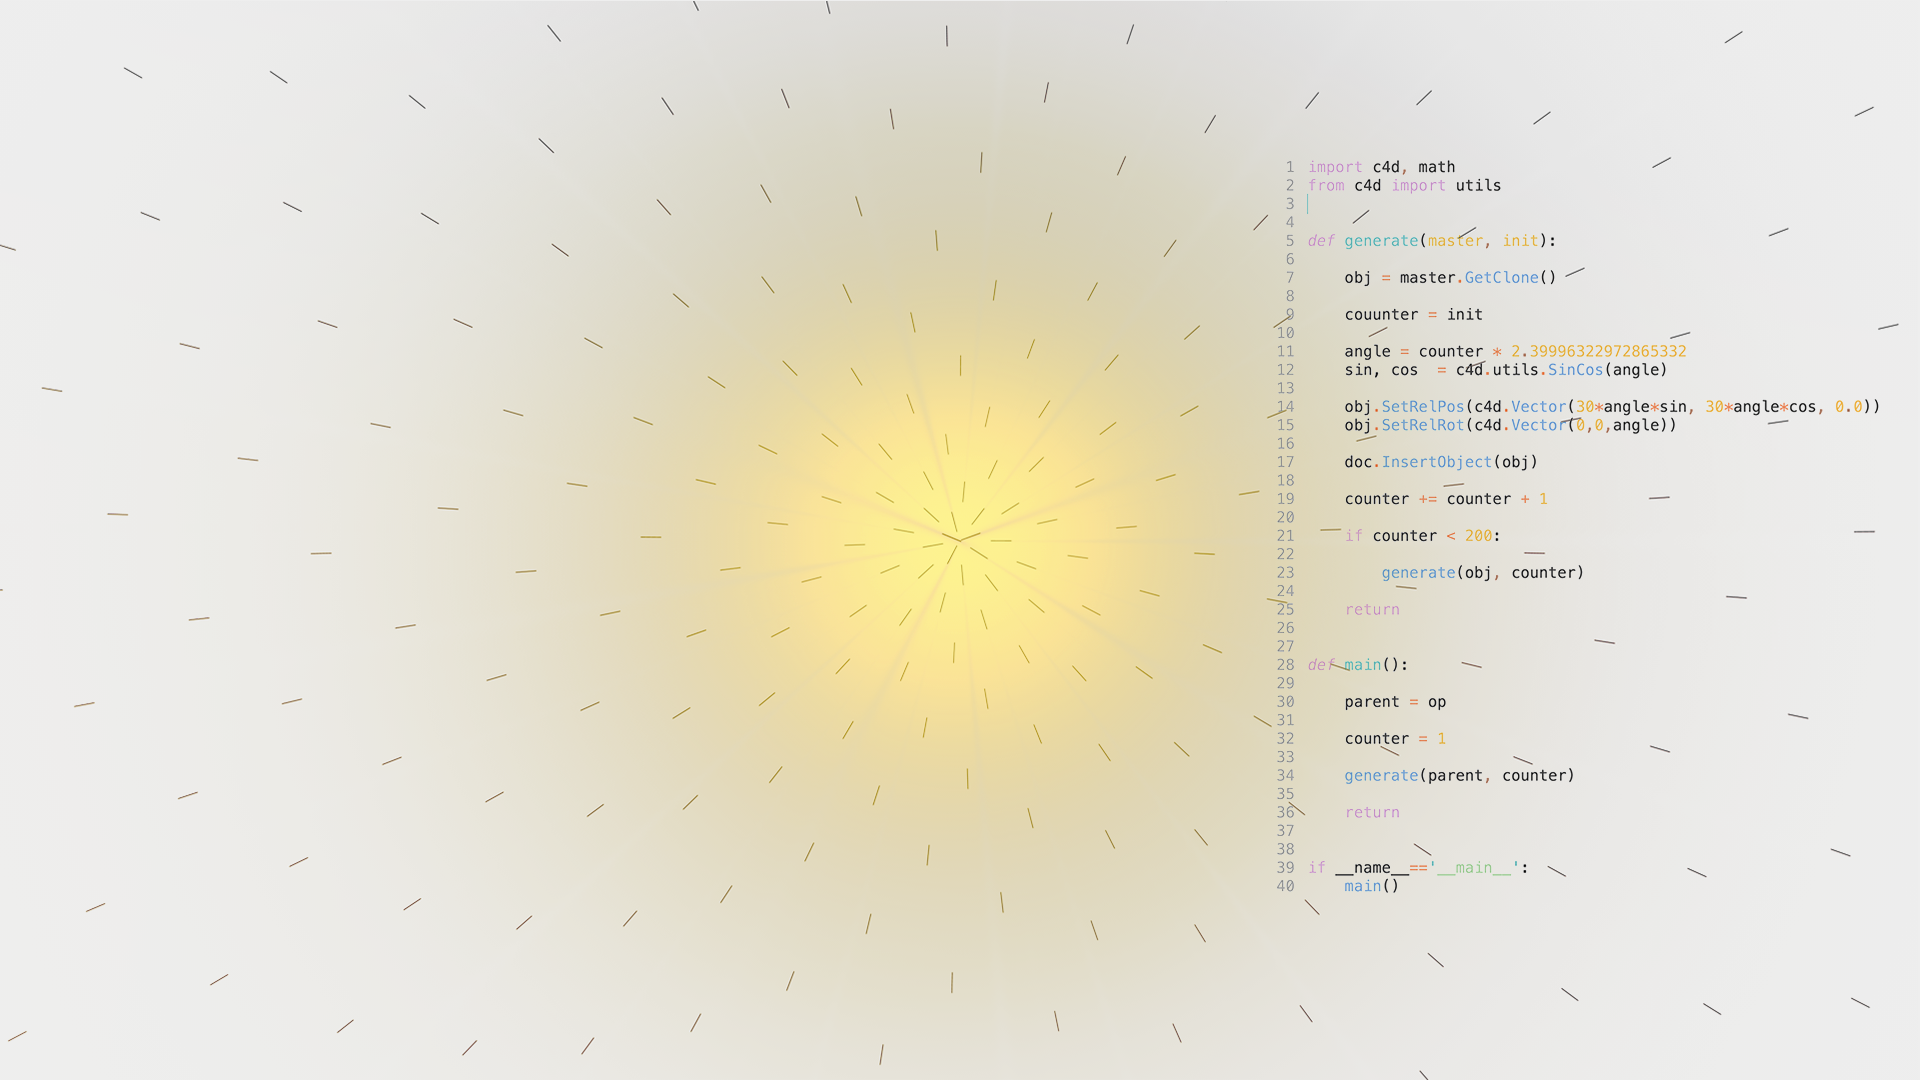 1 import c4d, math
2 from c4d import utils
3
4
5 def generate(master, init):
6
7     obj = master.GetClone()
8
9     couunter = init
10
11     angle = counter * 2.39996322972865332
12     sin, cos  = c4d.utils.SinCos(angle)
13
14     obj.SetRelPos(c4d.Vector(30*angle*sin, 30*angle*cos, 0.0))
15     obj.SetRelRot(c4d.Vector(0,0,angle))
16
17     doc.InsertObject(obj)
18
19     counter += counter + 1
20
21     if counter < 200:
22
23         generate(obj, counter)
24
25     return
26
27
28 def main():
29
30     parent = op
31
32     counter = 1
33
34     generate(parent, counter)
35
36     return
37
38
39 if __name__=='__main__':
40     main()